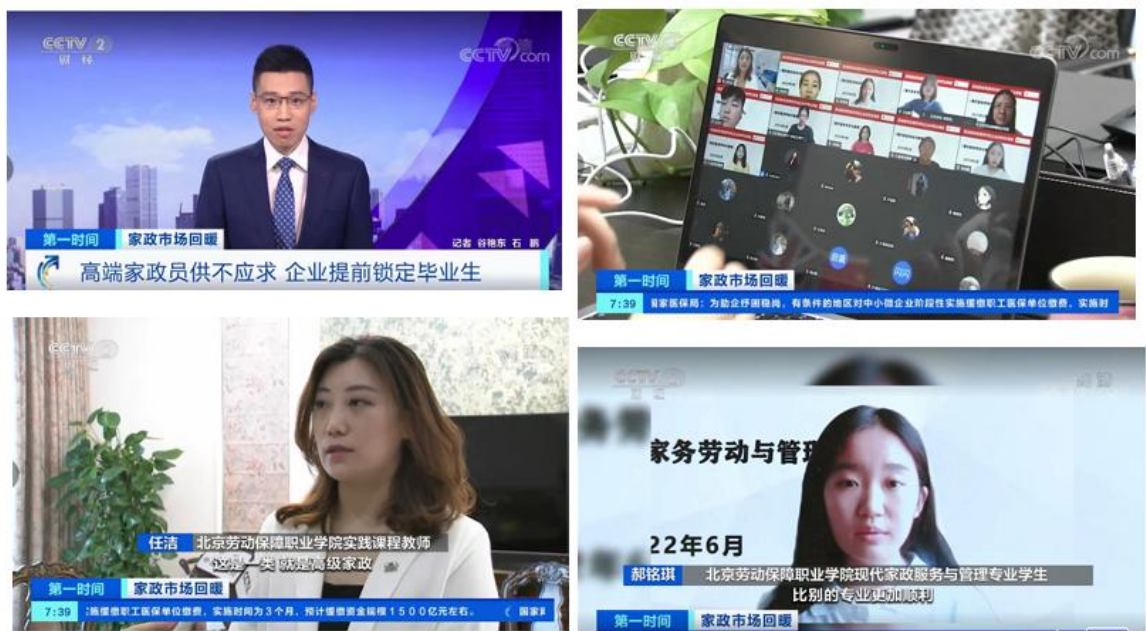 CCTV 2
财经
CCTV.com
记者 谷艳东 石鹏
第一时间 家政市场回暖
高端家政员供不应求 企业提前锁定毕业生
CCTV
CCTV.com
第一时间 家政市场回暖
7:39 国家医保局：为助企纾困稳岗，有条件的地区对中小微企业阶段性实施缓缴职工医保单位缴费，实施时
CCTV
任洁 北京劳动保障职业学院实践课程教师
这是一类 就是高级家政
第一时间 家政市场回暖
7:39 施缓缴职工医保单位缴费，实施时间为3个月，预计缓缴资金规模1500亿元左右。 国家
CCTV
财经
家务劳动与管理
22年6月
郝铭琪 北京劳动保障职业学院现代家政服务与管理专业学生
比别的专业更加顺利
第一时间 家政市场回暖